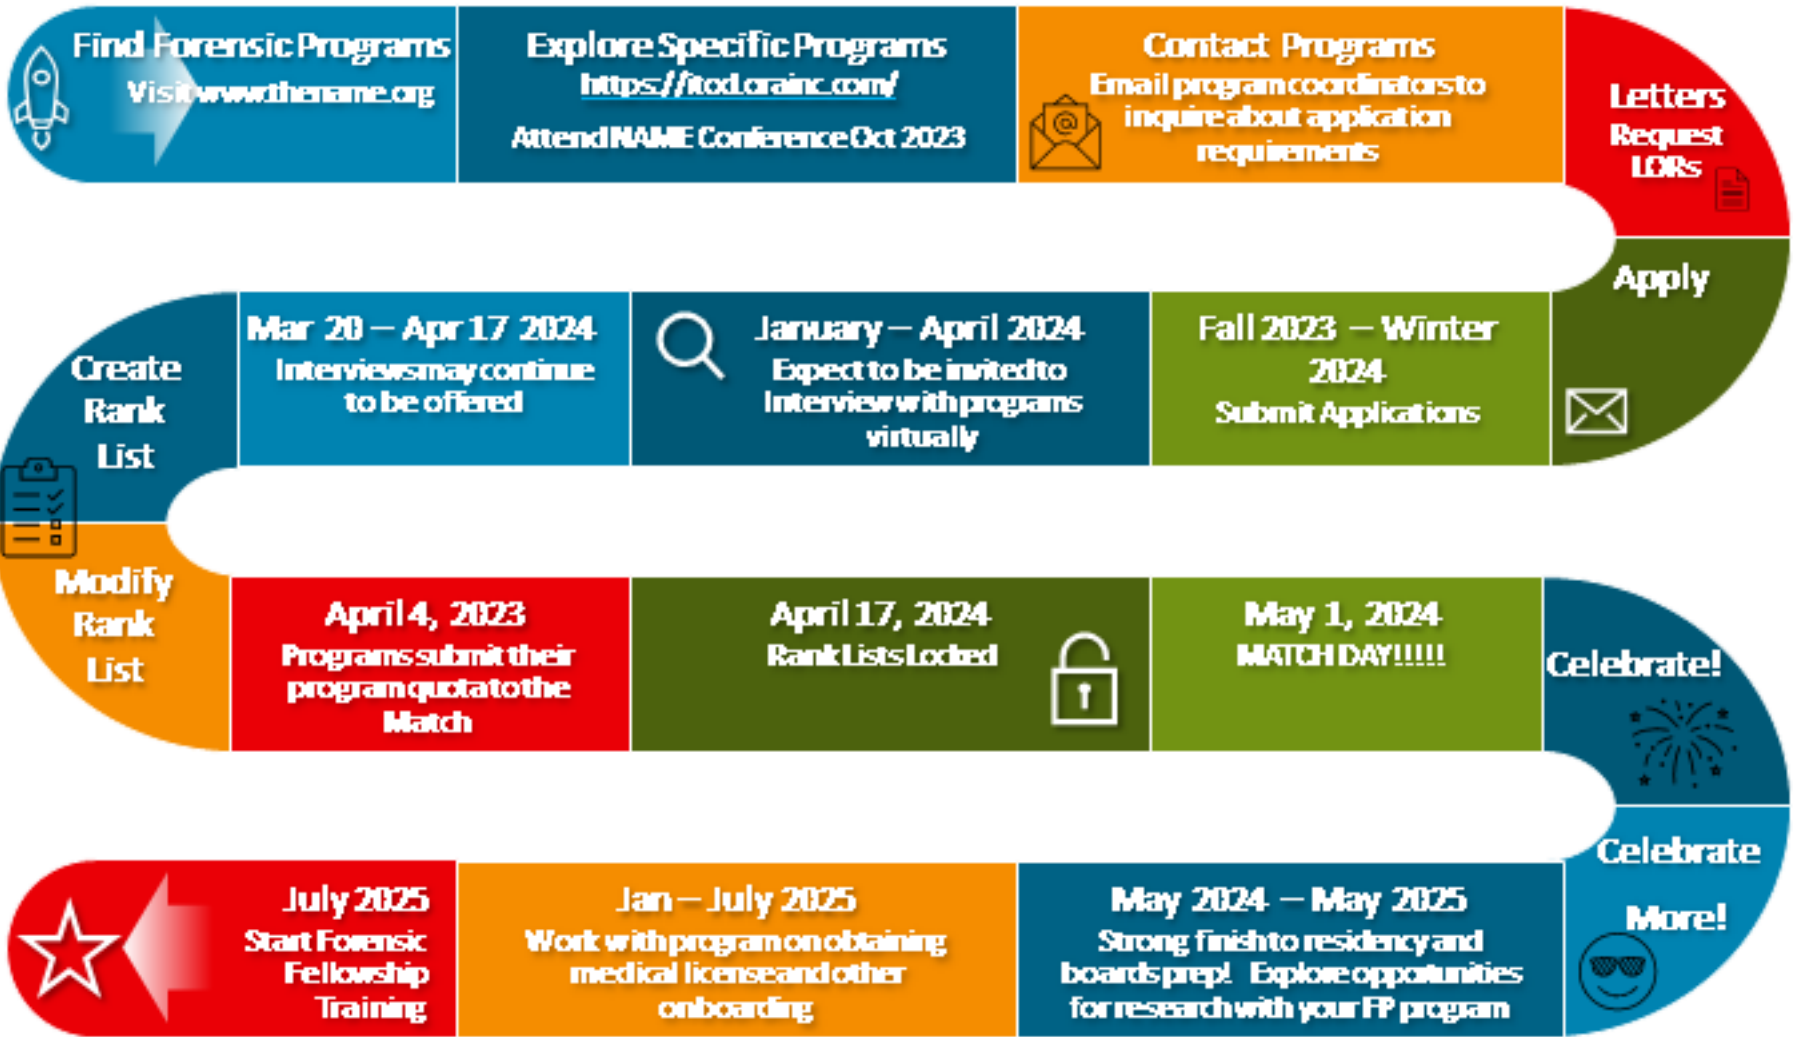 Find Forensic Programs
Visit www.thename.org
Explore Specific Programs
https://itod.orainc.com/
Attend NAME Conference Oct 2023
Contact Programs
Email program coordinators to
inquire about application
requirements
Letters
Request
LORs
Apply
Fall 2023 – Winter
2024
Submit Applications
January – April 2024
Expect to be invited to
Interview with programs
virtually
Mar 20 – Apr 17 2024
Interviews may continue
to be offered
Create
Rank
List
Modify
Rank
List
April 4, 2023
Programs submit their
program quota to the
Match
April 17, 2024
Rank Lists Locked
May 1, 2024
MATCH DAY!!!!!
Celebrate!
Celebrate
More!
May 2024 – May 2025
Strong finish to residency and
boards prep! Explore opportunities
for research with your FP program
Jan – July 2025
Work with program on obtaining
medical license and other
onboarding
July 2025
Start Forensic
Fellowship
Training